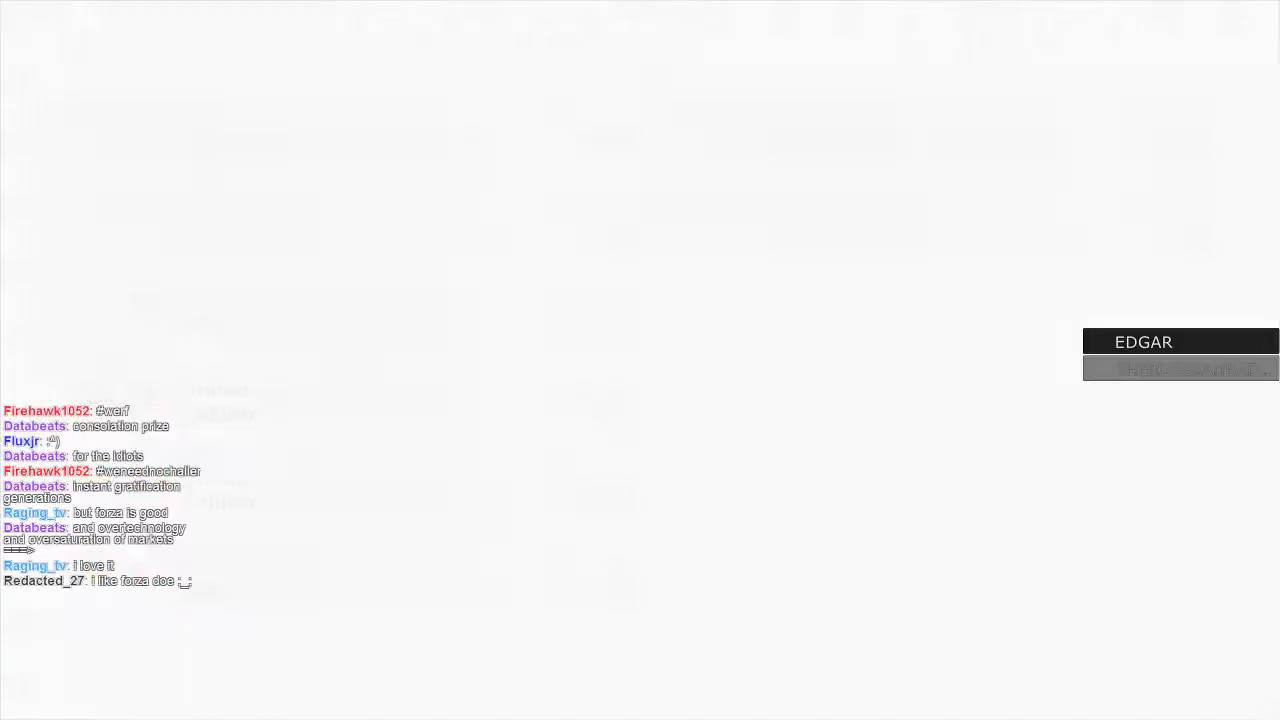 EDGAR
Firehawk1052: #werf
Databeats: consolation prize
Fluxjr: :^)
Databeats: for the idiots
Firehawk1052: #weneednochaller
Databeats: instant gratification
generations
Raging_tv: but forza is good
Databeats: and overtechnology
and oversaturation of markets
===>
Raging_tv: i love it
Redacted_27: i like forza doe ;_;